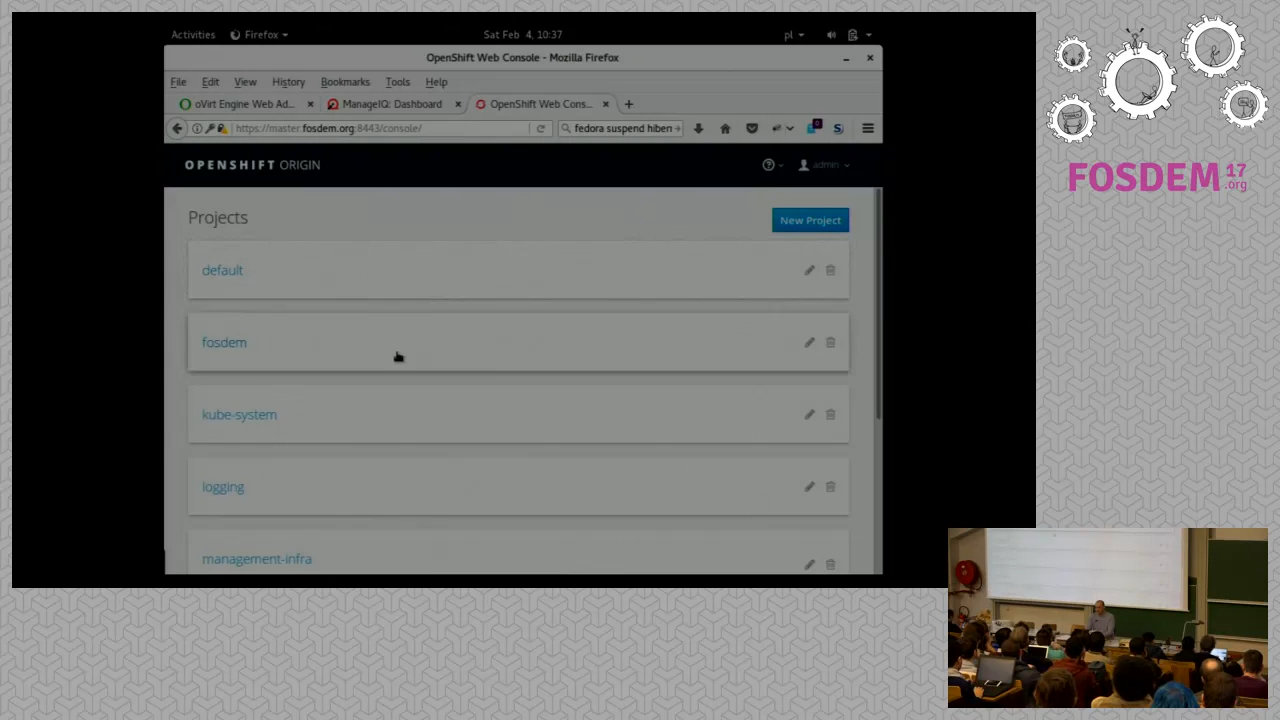 Activities Firefox Sat Feb 4, 10:37 pl
OpenShift Web Console - Mozilla Firefox
File Edit View History Bookmarks Tools Help
oVirt Engine Web Ad... × ManageIQ: Dashboard × OpenShift Web Cons... × +
https://master.fosdem.org:8443/console/ fedora suspend hiben
OPENSHIFT ORIGIN admin
Projects New Project
default
fosdem
kube-system
logging
management-infra
FOSDEM 17 .org